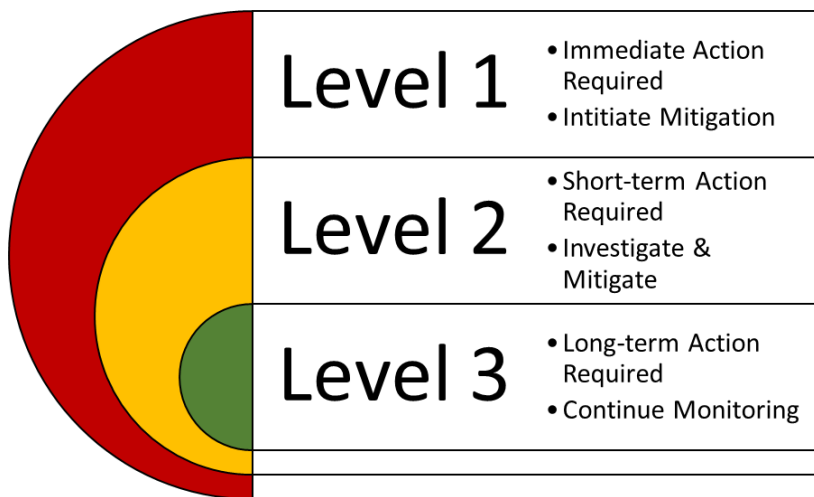 Level 1
• Immediate Action
Required
• Intitiate Mitigation
Level 2
• Short-term Action
Required
• Investigate &
Mitigate
Level 3
• Long-term Action
Required
• Continue Monitoring